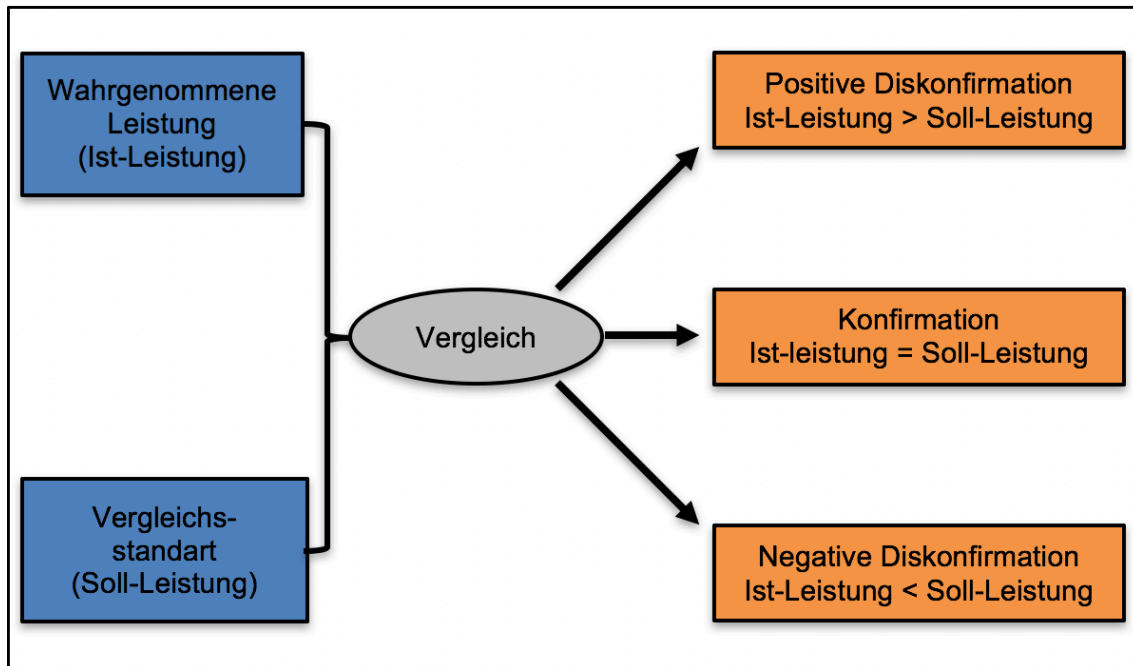 Wahrgenommene
Leistung
(Ist-Leistung)
Positive Diskonfirmation
Ist-Leistung > Soll-Leistung
Vergleich
Konfirmation
Ist-leistung = Soll-Leistung
Vergleichs-
standart
(Soll-Leistung)
Negative Diskonfirmation
Ist-Leistung < Soll-Leistung